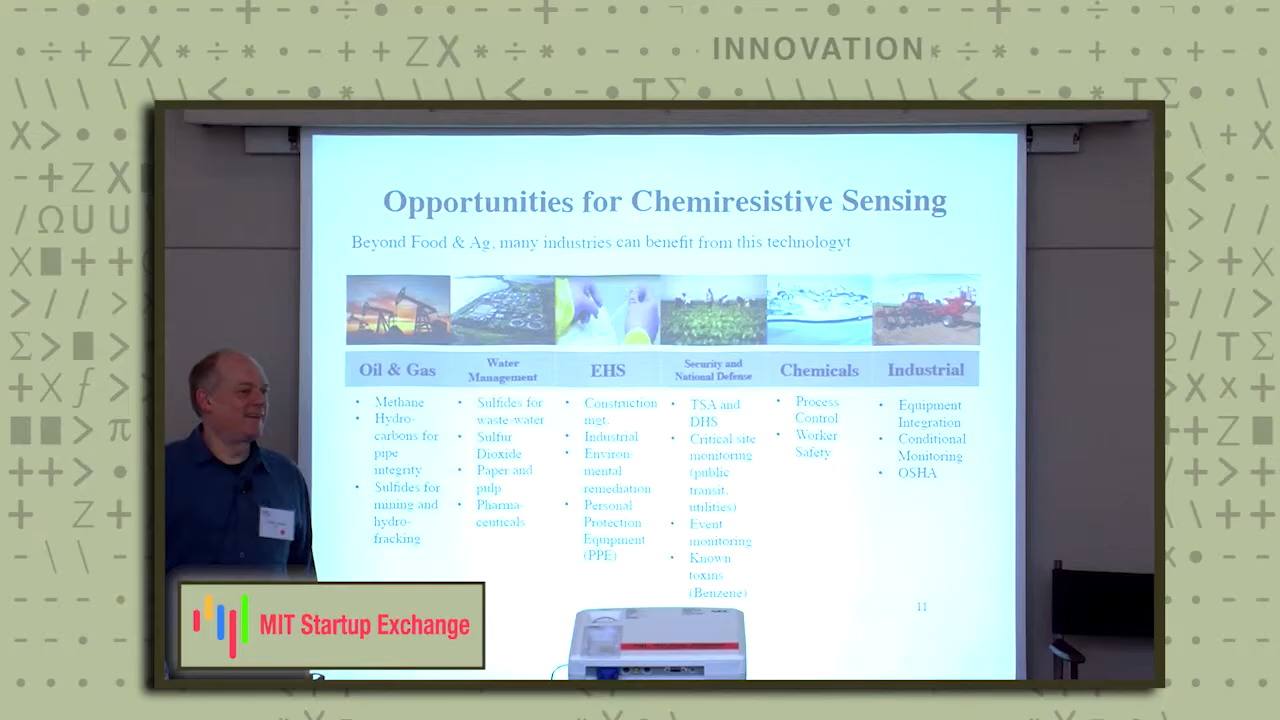 INNOVATION
Opportunities for Chemiresistive Sensing
Beyond Food & Ag, many industries can benefit from this technologyt
Oil & Gas
• Methane
• Hydro-
carbons for
pipe
integrity
• Sulfides for
mining and
hydro-
fracking
Water
Management
• Sulfides for
waste-water
• Sulfur
Dioxide
• Paper and
pulp
• Pharma-
ceuticals
EHS
• Construction
mgt.
• Industrial
• Environ-
mental
remediation
• Personal
Protection
Equipment
(PPE)
Security and
National Defense
• TSA and
DHS
• Critical site
monitoring
(public
transit,
utilities)
• Event
monitoring
• Known
toxins
(Benzene)
Chemicals
• Process
Control
• Worker
Safety
Industrial
• Equipment
Integration
• Conditional
Monitoring
• OSHA
11
MIT Startup Exchange